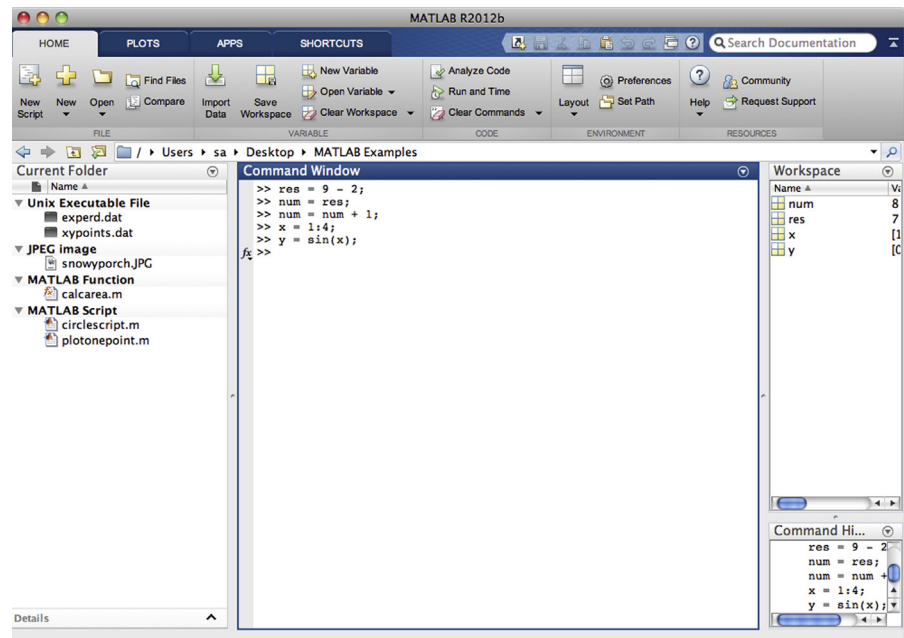 MATLAB R2012b
HOME PLOTS APPS SHORTCUTS Search Documentation
New Script New Open Find Files Compare Import Data Save Workspace New Variable Open Variable Clear Workspace Analyze Code Run and Time Clear Commands Layout Preferences Set Path Help Community Request Support
FILE VARIABLE CODE ENVIRONMENT RESOURCES
/ Users sa Desktop MATLAB Examples
Current Folder
Name
Unix Executable File
experd.dat
xypoints.dat
JPEG image
snowyporch.JPG
MATLAB Function
calcarea.m
MATLAB Script
circlescript.m
plotonepoint.m
Details
Command Window
>> res = 9 - 2;
>> num = res;
>> num = num + 1;
>> x = 1:4;
>> y = sin(x);
fx >>
Workspace
Name
num 8
res 7
x [1
y
Command Hi...
res = 9 - 2
num = res;
num = num +
x = 1:4;
y = sin(x);